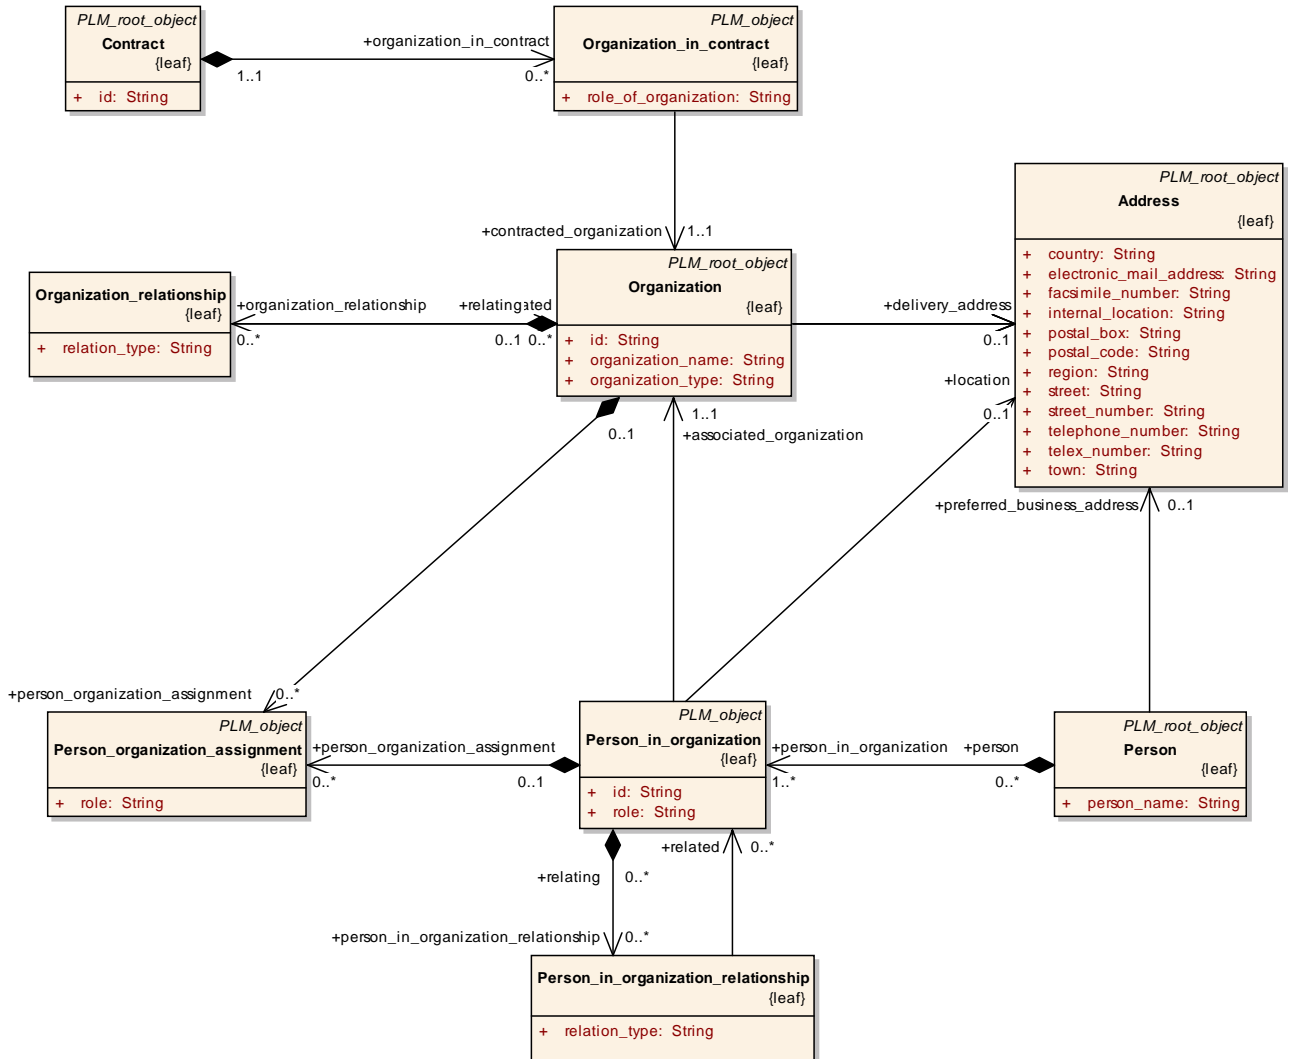 PLM_root_object
Contract
{leaf}
+ id: String
+organization_in_contract
1..1
0..*
PLM_object
Organization_in_contract
{leaf}
+ role_of_organization: String
+contracted_organization
1..1
PLM_root_object
Address
{leaf}
+ country: String
+ electronic_mail_address: String
+ facsimile_number: String
+ internal_location: String
+ postal_box: String
+ postal_code: String
+ region: String
+ street: String
+ street_number: String
+ telephone_number: String
+ telex_number: String
+ town: String
Organization_relationship
{leaf}
+ relation_type: String
+organization_relationship
0..*
+relating
0..1 0..*
PLM_root_object
Organization
{leaf}
+ id: String
+ organization_name: String
+ organization_type: String
+delivery_address
0..1
+location
0..1
0..1
1..1
+associated_organization
+preferred_business_address
0..1
+person_organization_assignment
0..*
PLM_object
Person_organization_assignment
{leaf}
+ role: String
+person_organization_assignment
0..*
0..1
PLM_object
Person_in_organization
{leaf}
+ id: String
+ role: String
+person_in_organization
1..*
+person
0..*
PLM_root_object
Person
{leaf}
+ person_name: String
+related
0..*
+relating
0..*
+person_in_organization_relationship
0..*
Person_in_organization_relationship
{leaf}
+ relation_type: String